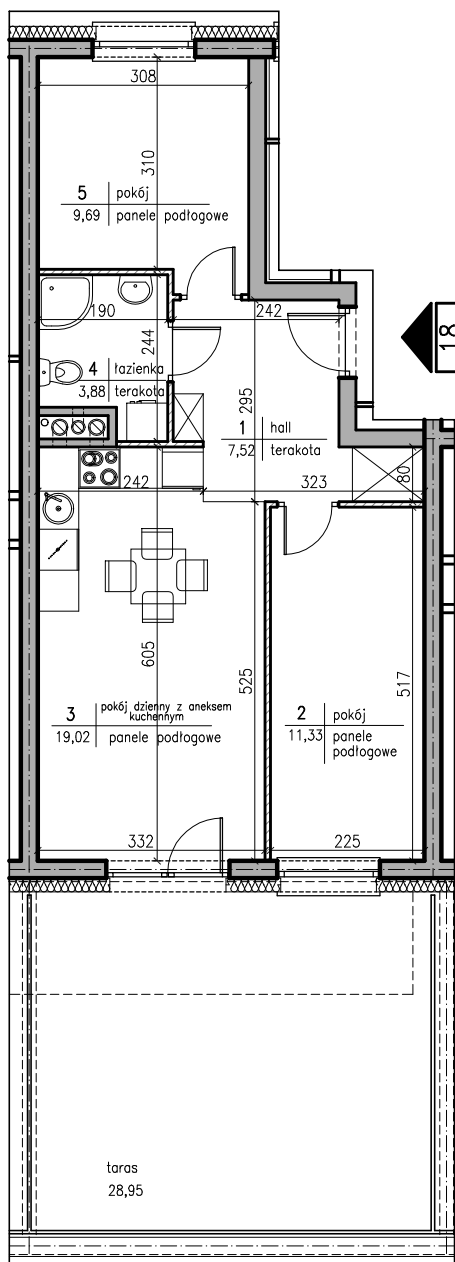 308
310
5 pokój
9,69 panele podłogowe
190
242
18
244
4 łazienka
3,88 terakota
295
1 hall
7,52 terakota
242
323
80
605
525
517
3 pokój dzienny z aneksem
kuchennym
19,02 panele podłogowe
2 pokój
11,33 panele
podłogowe
332
225
taras
28,95